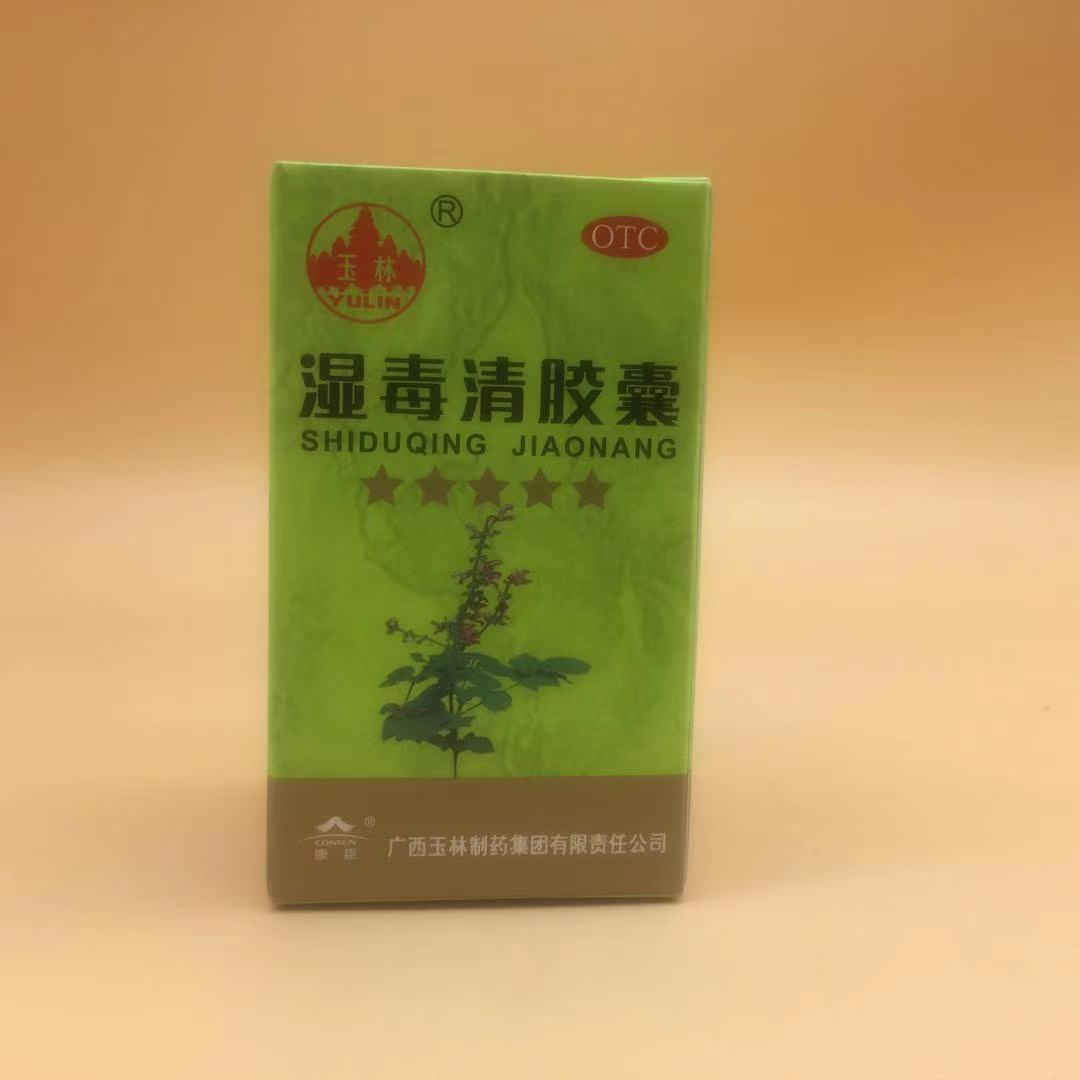 玉林
YULIN
®
OTC
湿毒清胶囊
SHIDUQING JIAONANG
CONSUN
康臣
®
广西玉林制药集团有限责任公司